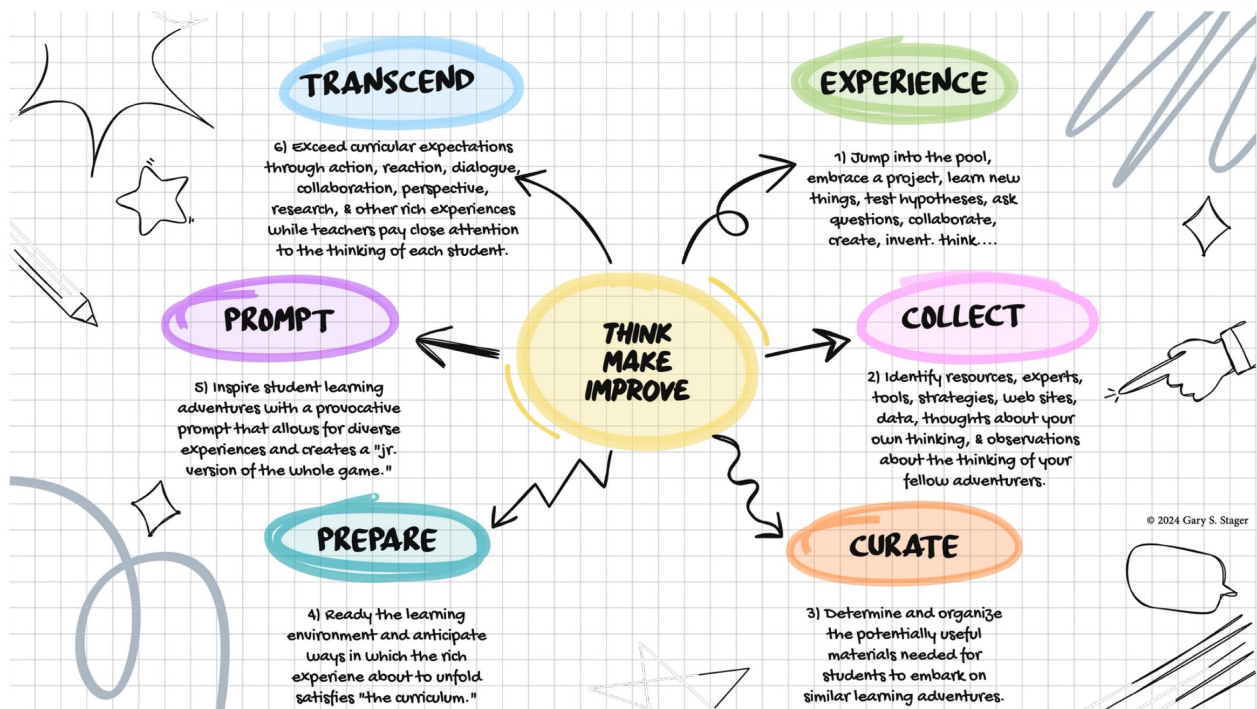 TRANSCEND
6) Exceed curricular expectations
through action, reaction, dialogue,
collaboration, perspective,
research, & other rich experiences
while teachers pay close attention
to the thinking of each student.
EXPERIENCE
1) Jump into the pool,
embrace a project, learn new
things, test hypotheses, ask
questions, collaborate,
create, invent. think....
PROMPT
5) Inspire student learning
adventures with a provocative
prompt that allows for diverse
experiences and creates a "jr.
version of the whole game."
THINK
MAKE
IMPROVE
COLLECT
2) Identify resources, experts,
tools, strategies, web sites,
data, thoughts about your
own thinking, & observations
about the thinking of your
fellow adventurers.
PREPARE
4) Ready the learning
environment and anticipate
ways in which the rich
experiene about to unfold
satisfies "the curriculum."
CURATE
3) Determine and organize
the potentially useful
materials needed for
students to embark on
similar learning adventures.
© 2024 Gary S. Stager